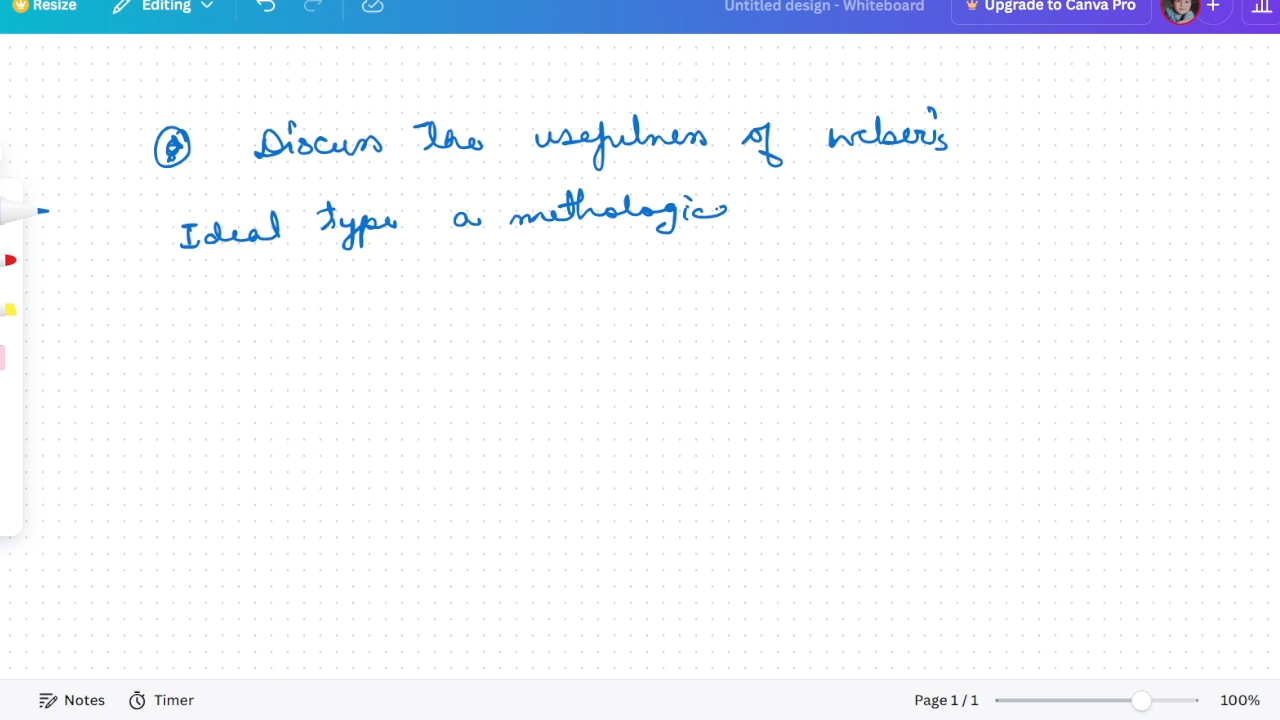 Resize
Editing
Untitled design - Whiteboard
Upgrade to Canva Pro
Discuss the usefulness of weber's
Ideal type a methologic
Notes
Timer
Page 1 / 1
100%